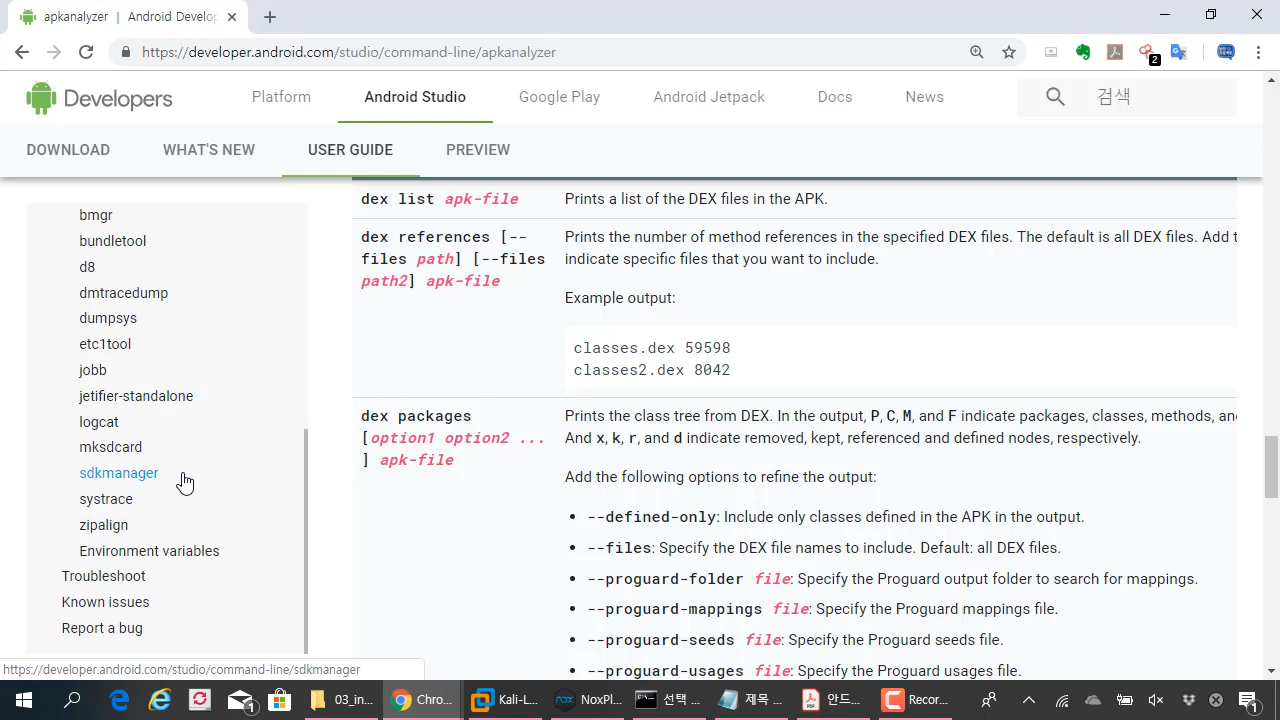 apkanalyzer | Android Develop
https://developer.android.com/studio/command-line/apkanalyzer
2
Developers
Platform
Android Studio
Google Play
Android Jetpack
Docs
News
검색
DOWNLOAD
WHAT'S NEW
USER GUIDE
PREVIEW
bmgr
bundletool
d8
dmtracedump
dumpsys
etc1tool
jobb
jetifier-standalone
logcat
mksdcard
sdkmanager
systrace
zipalign
Environment variables
Troubleshoot
Known issues
Report a bug
dex list apk-file
Prints a list of the DEX files in the APK.
dex references [--
files path] [--files
path2] apk-file
Prints the number of method references in the specified DEX files. The default is all DEX files. Add t
indicate specific files that you want to include.
Example output:
classes.dex 59598
classes2.dex 8042
dex packages
[option1 option2 ...
] apk-file
Prints the class tree from DEX. In the output, P, C, M, and F indicate packages, classes, methods, an
And x, k, r, and d indicate removed, kept, referenced and defined nodes, respectively.
Add the following options to refine the output:
• --defined-only: Include only classes defined in the APK in the output.
• --files: Specify the DEX file names to include. Default: all DEX files.
• --proguard-folder file: Specify the Proguard output folder to search for mappings.
• --proguard-mappings file: Specify the Proguard mappings file.
• --proguard-seeds file: Specify the Proguard seeds file.
• --proguard-usages file: Specify the Proguard usages file.
https://developer.android.com/studio/command-line/sdkmanager
1
03_in...
Chro...
Kali-L...
nox
NoxPl...
선택 ...
제목 ...
안드...
Recor...
1